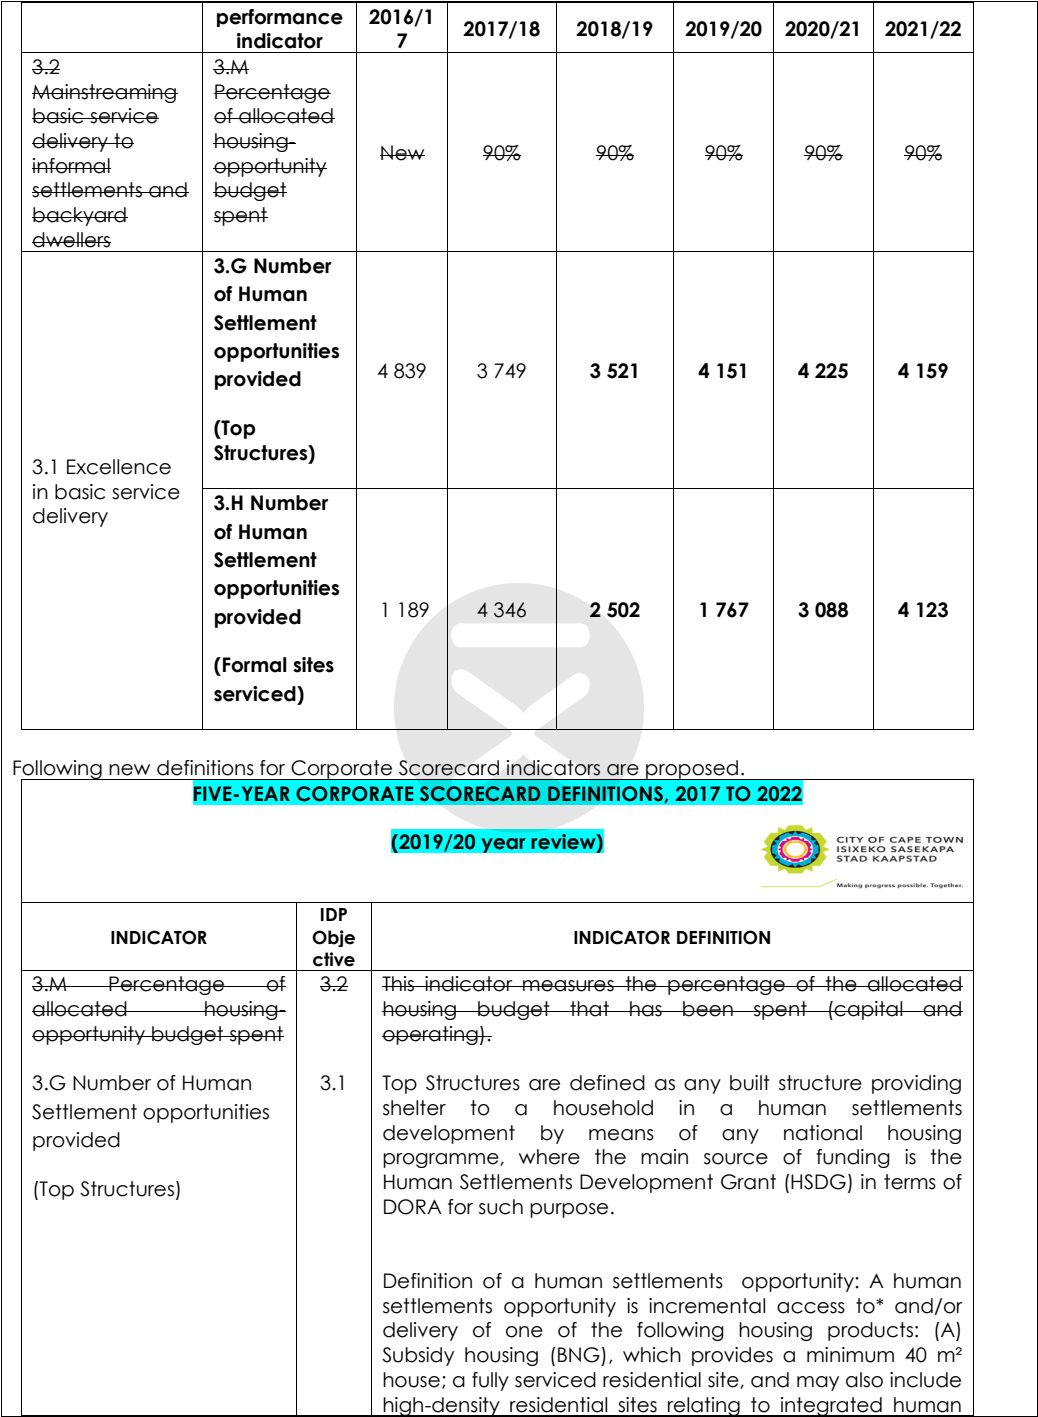 performance indicator 2016/17 2017/18 2018/19 2019/20 2020/21 2021/22
3.2
Mainstreaming
basic service
delivery to
informal
settlements and
backyard
dwellers
3.M
Percentage
of allocated
housing-
opportunity
budget
spent
New 90% 90% 90% 90% 90%
3.1 Excellence
in basic service
delivery
3.G Number
of Human
Settlement
opportunities
provided
(Top
Structures)
4 839 3 749 3 521 4 151 4 225 4 159
3.H Number
of Human
Settlement
opportunities
provided
(Formal sites
serviced)
1 189 4 346 2 502 1 767 3 088 4 123
Following new definitions for Corporate Scorecard indicators are proposed.
FIVE-YEAR CORPORATE SCORECARD DEFINITIONS, 2017 TO 2022
(2019/20 year review)
CITY OF CAPE TOWN
ISIXEKO SASEKAPA
STAD KAAPSTAD
Making progress possible. Together.
INDICATOR
IDP
Obje
ctive
INDICATOR DEFINITION
3.M Percentage of
allocated housing-
opportunity budget spent
3.2
This indicator measures the percentage of the allocated
housing budget that has been spent (capital and
operating).
3.G Number of Human
Settlement opportunities
provided
(Top Structures)
3.1
Top Structures are defined as any built structure providing
shelter to a household in a human settlements
development by means of any national housing
programme, where the main source of funding is the
Human Settlements Development Grant (HSDG) in terms of
DORA for such purpose.
Definition of a human settlements opportunity: A human
settlements opportunity is incremental access to* and/or
delivery of one of the following housing products: (A)
Subsidy housing (BNG), which provides a minimum 40 m²
house; a fully serviced residential site, and may also include
high-density residential sites relating to integrated human